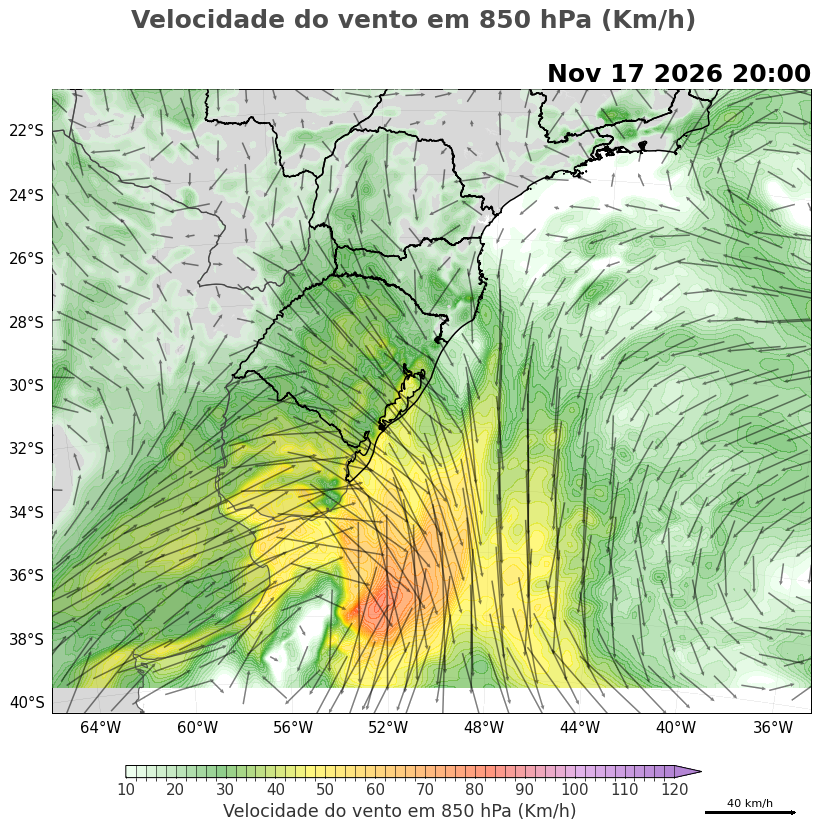 Velocidade do vento em 850 hPa (Km/h)
Nov 17 2026 20:00
22°S
24°S
26°S
28°S
30°S
32°S
34°S
36°S
38°S
40°S
64°W 60°W 56°W 52°W 48°W 44°W 40°W 36°W
10 20 30 40 50 60 70 80 90 100 110 120
Velocidade do vento em 850 hPa (Km/h)
40 km/h